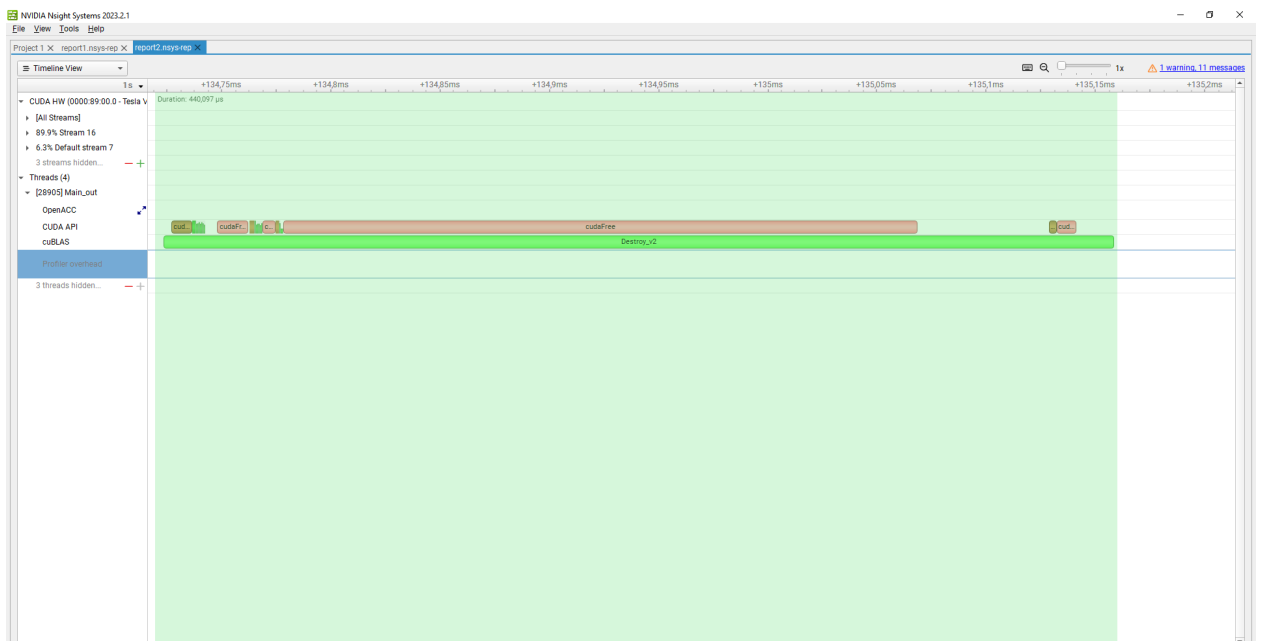 NVIDIA Nsight Systems 2023.2.1
File View Tools Help
Project 1 report1.nsys-rep report2.nsys-rep
Timeline View 1x 1 warning, 11 messages
1s +134,75ms +134,8ms +134,85ms +134,9ms +134,95ms +135ms +135,05ms +135,1ms +135,15ms +135,2ms
CUDA HW (0000:89:00.0 - Tesla V Duration: 440,097 µs
[All Streams]
89.9% Stream 16
6.3% Default stream 7
3 streams hidden...
Threads (4)
[28905] Main_out
OpenACC
CUDA API cud... cudaFr... c... cudaFree cud...
cuBLAS Destroy_v2
Profiler overhead
3 threads hidden...